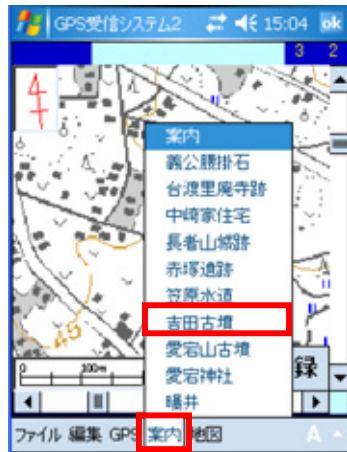 GPS受信システム2 15:04 ok
3 2
4
案内
義公腰掛石
台渡里廃寺跡
中崎家住宅
長者山城跡
赤塚遺跡
笠原水道
吉田古墳
愛宕山古墳
愛宕神社
曝井
45
0 100m
録
ファイル 編集 GPS 案内 地図 A